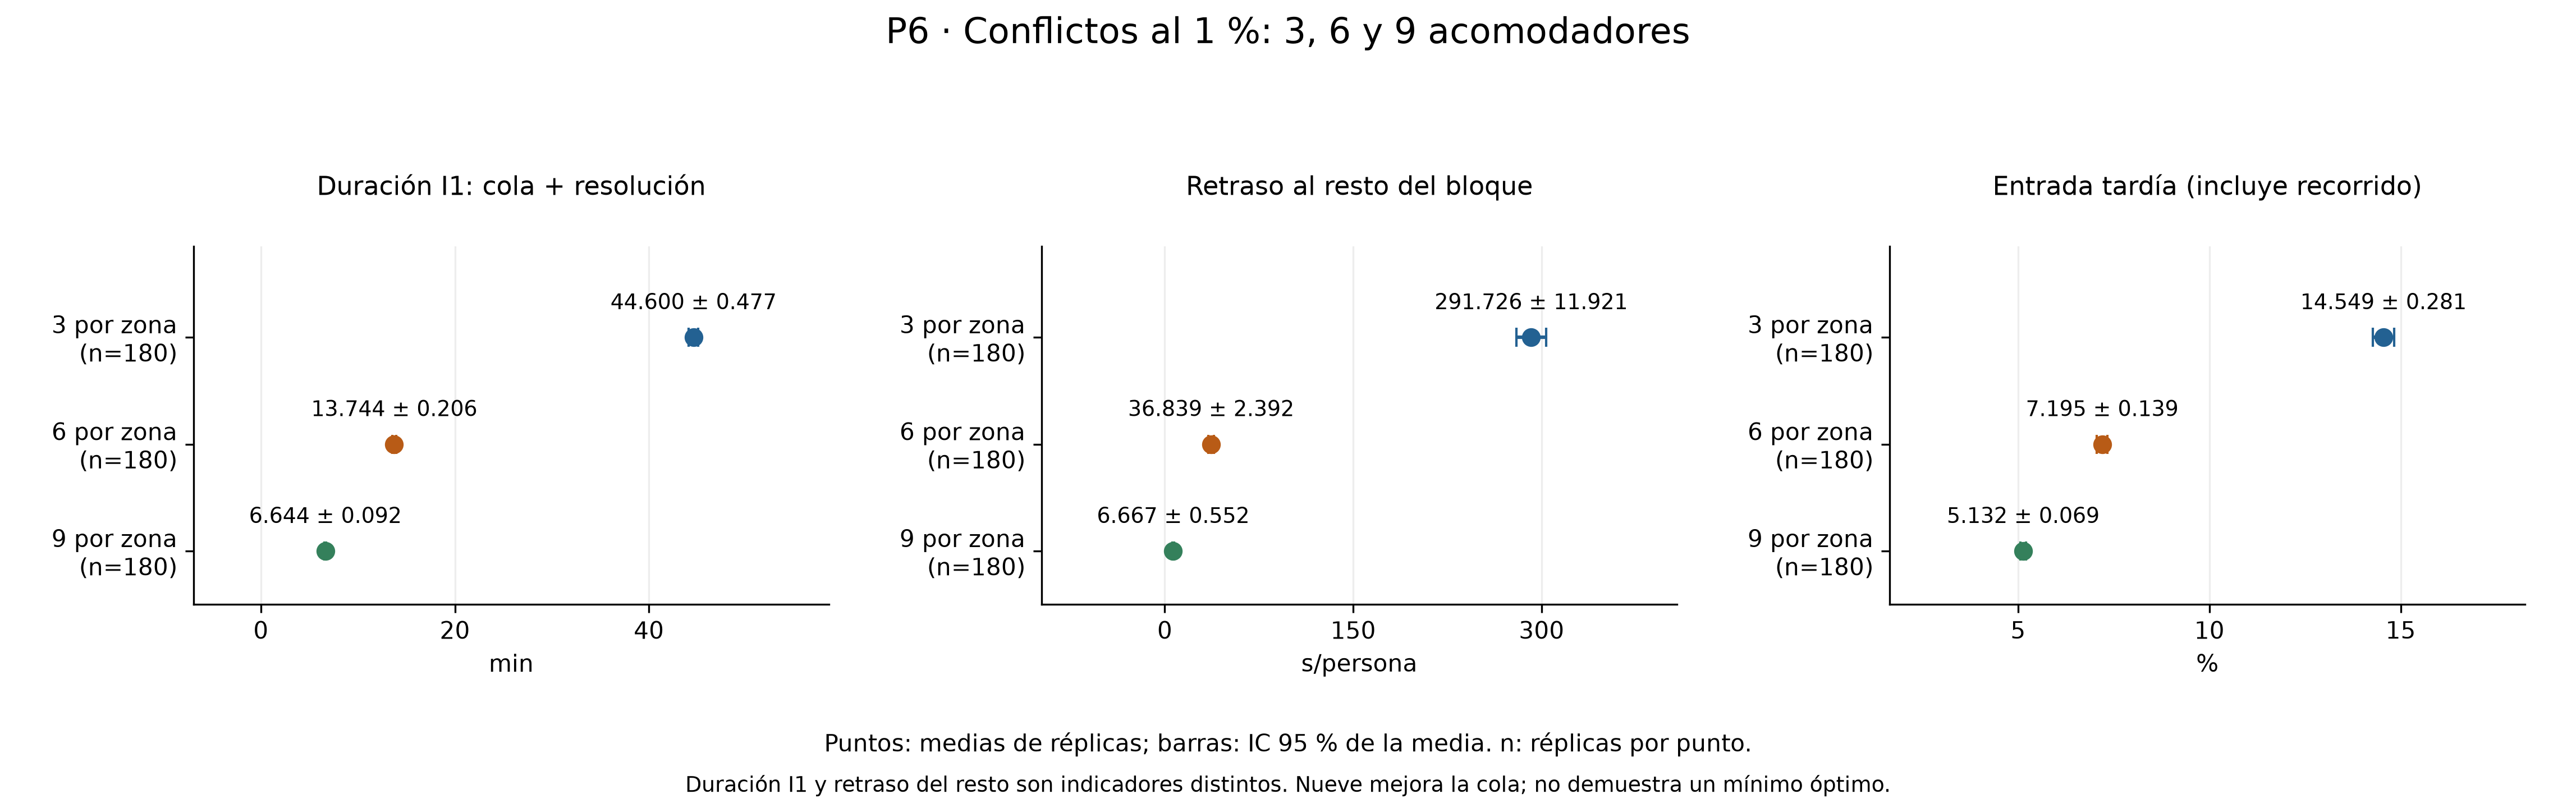 P6 · Conflictos al 1 %: 3, 6 y 9 acomodadores
Duración I1: cola + resolución
3 por zona
(n=180)
6 por zona
(n=180)
9 por zona
(n=180)
44.600 ± 0.477
13.744 ± 0.206
6.644 ± 0.092
0 20 40
min
Retraso al resto del bloque
3 por zona
(n=180)
6 por zona
(n=180)
9 por zona
(n=180)
291.726 ± 11.921
36.839 ± 2.392
6.667 ± 0.552
0 150 300
s/persona
Entrada tardía (incluye recorrido)
3 por zona
(n=180)
6 por zona
(n=180)
9 por zona
(n=180)
14.549 ± 0.281
7.195 ± 0.139
5.132 ± 0.069
5 10 15
%
Puntos: medias de réplicas; barras: IC 95 % de la media. n: réplicas por punto.
Duración I1 y retraso del resto son indicadores distintos. Nueve mejora la cola; no demuestra un mínimo óptimo.